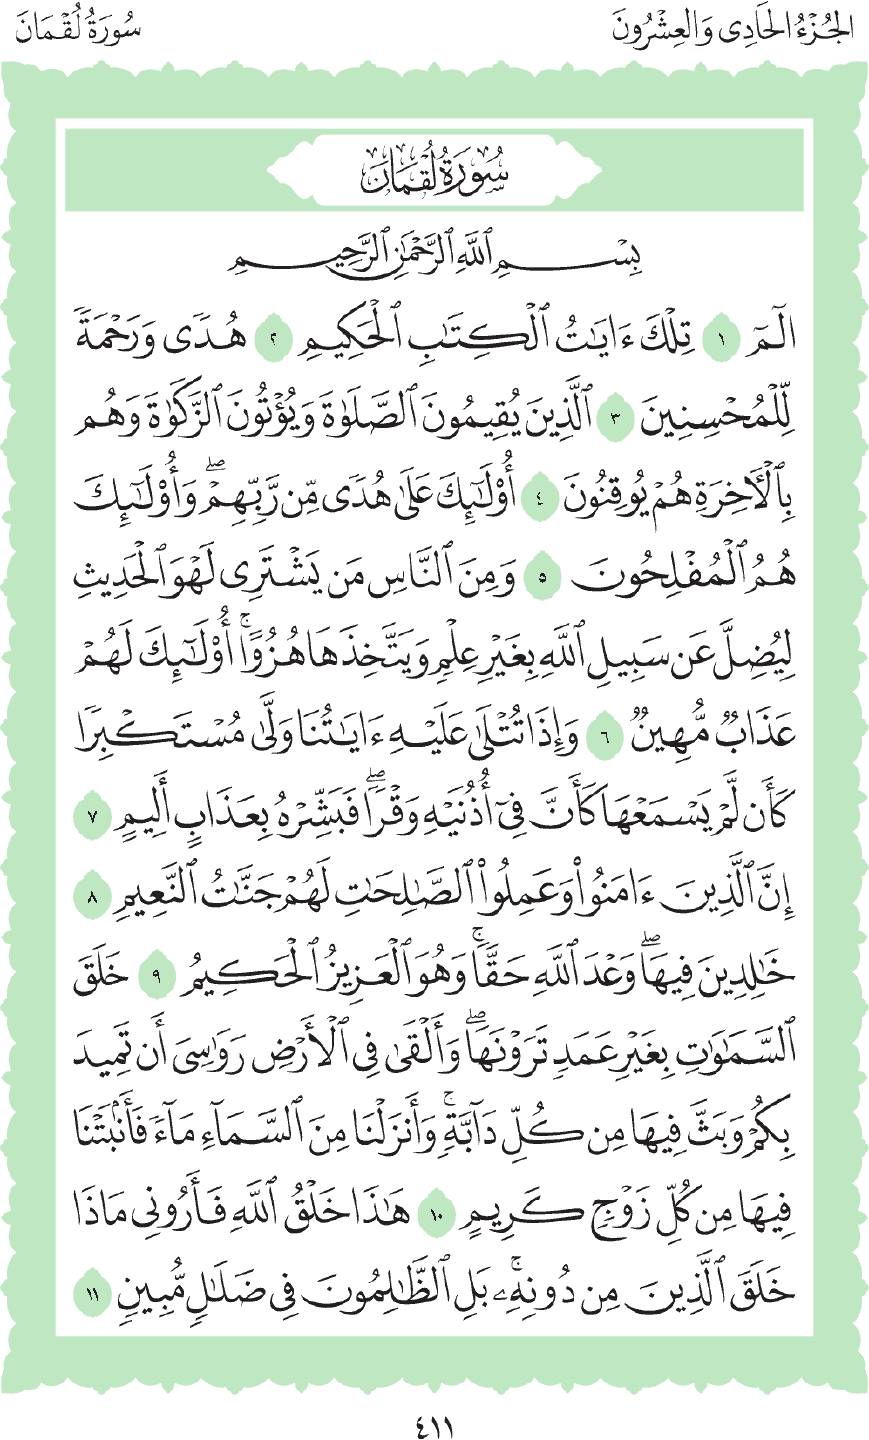 الجُزْءُ الحَادِي وَالعِشْرُونَ
سُورَةُ لُقْمَانَ
سُورَةُ لُقْمَانَ
بِسْمِ ٱللَّهِ ٱلرَّحْمَٰنِ ٱلرَّحِيمِ
الٓمٓ ١ تِلْكَ ءَايَٰتُ ٱلْكِتَٰبِ ٱلْحَكِيمِ ٢ هُدًى وَرَحْمَةً
لِّلْمُحْسِنِينَ ٣ ٱلَّذِينَ يُقِيمُونَ ٱلصَّلَوٰةَ وَيُؤْتُونَ ٱلزَّكَوٰةَ وَهُم
بِٱلْءَاخِرَةِ هُمْ يُوقِنُونَ ٤ أُو۟لَٰٓئِكَ عَلَىٰ هُدًى مِّن رَّبِّهِمْ ۖ وَأُو۟لَٰٓئِكَ
هُمُ ٱلْمُفْلِحُونَ ٥ وَمِنَ ٱلنَّاسِ مَن يَشْتَرِى لَهْوَ ٱلْحَدِيثِ
لِيُضِلَّ عَن سَبِيلِ ٱللَّهِ بِغَيْرِ عِلْمٍ وَيَتَّخِذَهَا هُزُوًا ۚ أُو۟لَٰٓئِكَ لَهُمْ
عَذَابٌ مُّهِينٌ ٦ وَإِذَا تُتْلَىٰ عَلَيْهِ ءَايَٰتُنَا وَلَّىٰ مُسْتَكْبِرًا
كَأَن لَّمْ يَسْمَعْهَا كَأَنَّ فِىٓ أُذُنَيْهِ وَقْرًا ۖ فَبَشِّرْهُ بِعَذَابٍ أَلِيمٍ ٧
إِنَّ ٱلَّذِينَ ءَامَنُوا۟ وَعَمِلُوا۟ ٱلصَّٰلِحَٰتِ لَهُمْ جَنَّٰتُ ٱلنَّعِيمِ ٨
خَٰلِدِينَ فِيهَا ۖ وَعْدَ ٱللَّهِ حَقًّا ۚ وَهُوَ ٱلْعَزِيزُ ٱلْحَكِيمُ ٩ خَلَقَ
ٱلسَّمَٰوَٰتِ بِغَيْرِ عَمَدٍ تَرَوْنَهَا ۖ وَأَلْقَىٰ فِى ٱلْأَرْضِ رَوَٰسِىَ أَن تَمِيدَ
بِكُمْ وَبَثَّ فِيهَا مِن كُلِّ دَآبَّةٍ ۚ وَأَنزَلْنَا مِنَ ٱلسَّمَآءِ مَآءً فَأَنۢبَتْنَا
فِيهَا مِن كُلِّ زَوْجٍ كَرِيمٍ ١٠ هَٰذَا خَلْقُ ٱللَّهِ فَأَرُونِى مَاذَا
خَلَقَ ٱلَّذِينَ مِن دُونِهِۦ ۚ بَلِ ٱلظَّٰلِمُونَ فِى ضَلَٰلٍ مُّبِينٍ ١١
٤١١